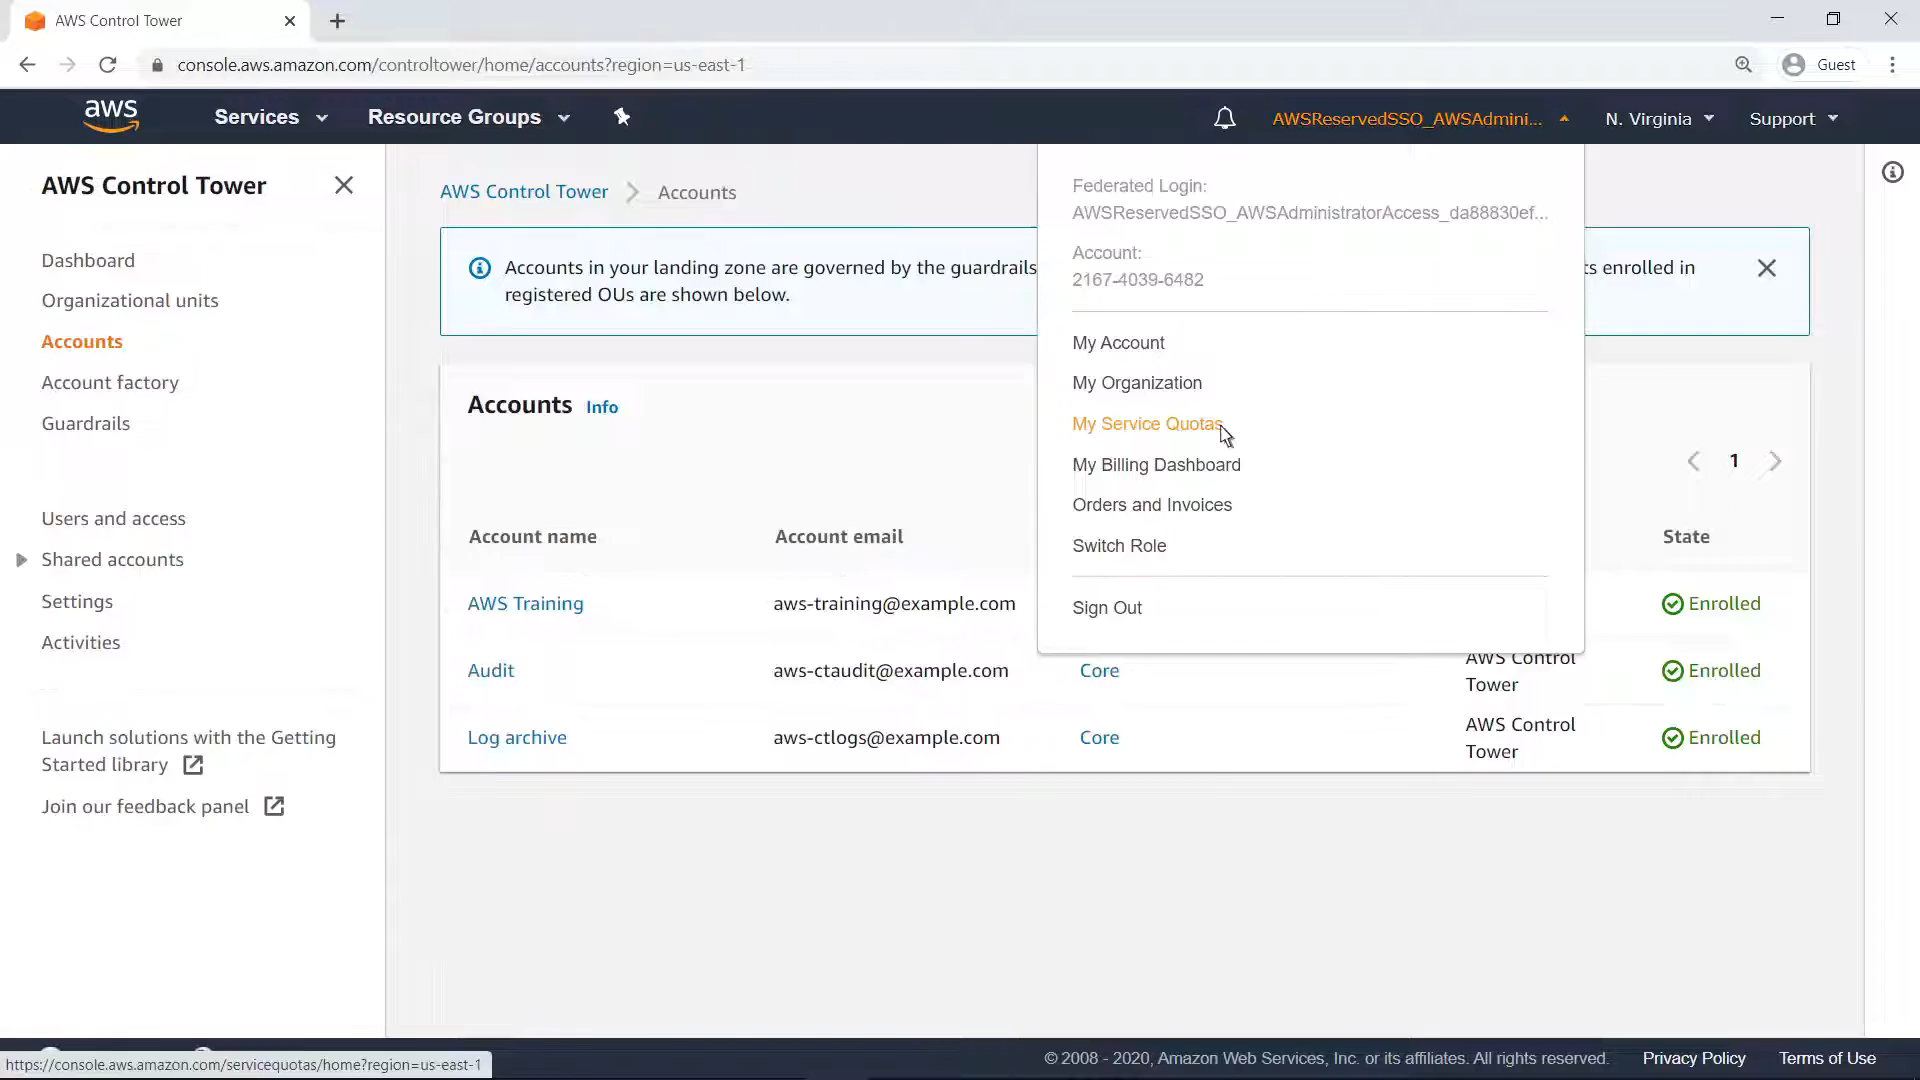 AWS Control Tower
console.aws.amazon.com/controltower/home/accounts?region=us-east-1
Guest
aws
Services
Resource Groups
AWSReservedSSO_AWSAdmini...
N. Virginia
Support
AWS Control Tower
Dashboard
Organizational units
Accounts
Account factory
Guardrails
Users and access
Shared accounts
Settings
Activities
Launch solutions with the Getting
Started library
Join our feedback panel
AWS Control Tower
Accounts
Accounts in your landing zone are governed by the guardrails
ts enrolled in
registered OUs are shown below.
Federated Login:
AWSReservedSSO_AWSAdministratorAccess_da88830ef...
Account:
2167-4039-6482
My Account
My Organization
My Service Quotas
My Billing Dashboard
Orders and Invoices
Switch Role
Sign Out
Accounts Info
1
Account name
Account email
State
AWS Training
aws-training@example.com
Enrolled
Audit
aws-ctaudit@example.com
Core
AWS Control
Tower
Enrolled
Log archive
aws-ctlogs@example.com
Core
AWS Control
Tower
Enrolled
https://console.aws.amazon.com/servicequotas/home?region=us-east-1
© 2008 - 2020, Amazon Web Services, Inc. or its affiliates. All rights reserved.
Privacy Policy
Terms of Use